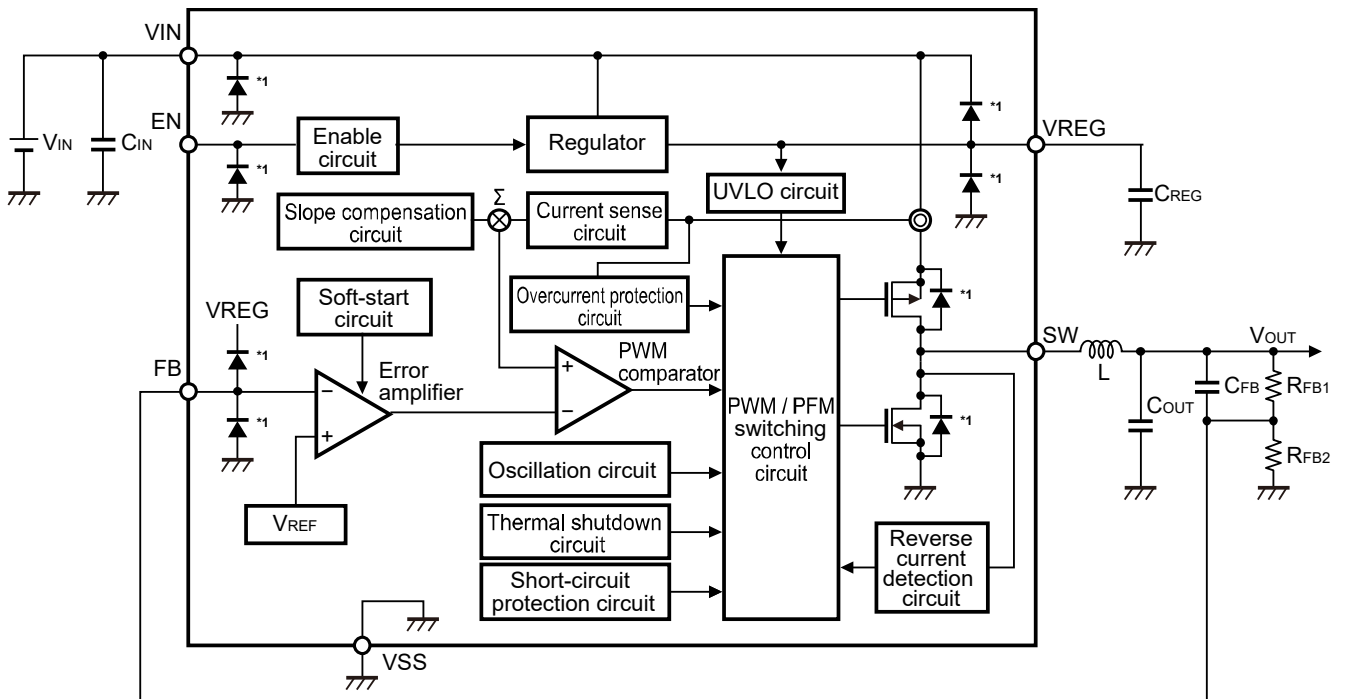 VIN
*1
*1
EN
VIN
CIN
Enable
circuit
Regulator
VREG
*1
*1
UVLO circuit
CREG
Slope compensation
circuit
Σ
Current sense
circuit
Overcurrent protection
circuit
Soft-start
circuit
VREG
*1
FB
*1
Error
amplifier
−
+
VREF
+
−
PWM
comparator
PWM / PFM
switching
control
circuit
*1
*1
SW
L
VOUT
COUT
CFB
RFB1
RFB2
Oscillation circuit
Thermal shutdown
circuit
Short-circuit
protection circuit
Reverse
current
detection
circuit
VSS